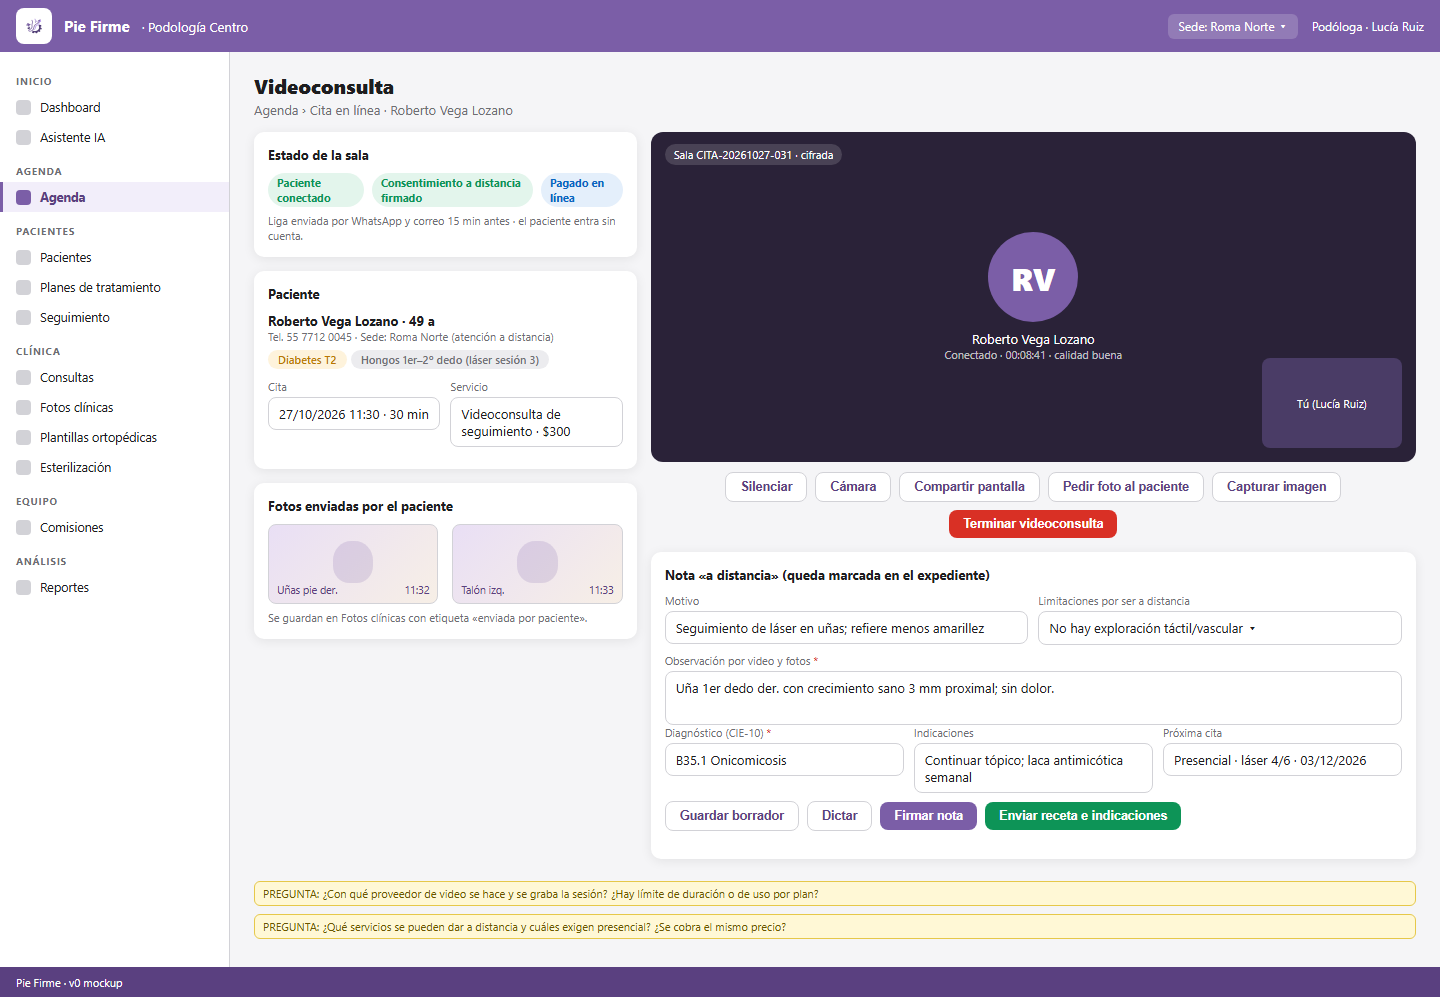 Pie Firme · Podología Centro
Sede: Roma Norte
Podóloga · Lucía Ruiz
INICIO
Dashboard
Asistente IA
AGENDA
Agenda
PACIENTES
Pacientes
Planes de tratamiento
Seguimiento
CLÍNICA
Consultas
Fotos clínicas
Plantillas ortopédicas
Esterilización
EQUIPO
Comisiones
ANÁLISIS
Reportes
Videoconsulta
Agenda › Cita en línea · Roberto Vega Lozano
Estado de la sala
Paciente
conectado
Consentimiento a distancia
firmado
Pagado en
línea
Liga enviada por WhatsApp y correo 15 min antes · el paciente entra sin
cuenta.
Paciente
Roberto Vega Lozano · 49 a
Tel. 55 7712 0045 · Sede: Roma Norte (atención a distancia)
Diabetes T2
Hongos 1er–2º dedo (láser sesión 3)
Cita
27/10/2026 11:30 · 30 min
Servicio
Videoconsulta de
seguimiento · $300
Fotos enviadas por el paciente
Uñas pie der. 11:32
Talón izq. 11:33
Se guardan en Fotos clínicas con etiqueta «enviada por paciente».
Sala CITA-20261027-031 · cifrada
RV
Roberto Vega Lozano
Conectado · 00:08:41 · calidad buena
Tú (Lucía Ruiz)
Silenciar
Cámara
Compartir pantalla
Pedir foto al paciente
Capturar imagen
Terminar videoconsulta
Nota «a distancia» (queda marcada en el expediente)
Motivo
Seguimiento de láser en uñas; refiere menos amarillez
Limitaciones por ser a distancia
No hay exploración táctil/vascular
Observación por video y fotos *
Uña 1er dedo der. con crecimiento sano 3 mm proximal; sin dolor.
Diagnóstico (CIE-10) *
B35.1 Onicomicosis
Indicaciones
Continuar tópico; laca antimicótica
semanal
Próxima cita
Presencial · láser 4/6 · 03/12/2026
Guardar borrador
Dictar
Firmar nota
Enviar receta e indicaciones
PREGUNTA: ¿Con qué proveedor de video se hace y se graba la sesión? ¿Hay límite de duración o de uso por plan?
PREGUNTA: ¿Qué servicios se pueden dar a distancia y cuáles exigen presencial? ¿Se cobra el mismo precio?
Pie Firme · v0 mockup